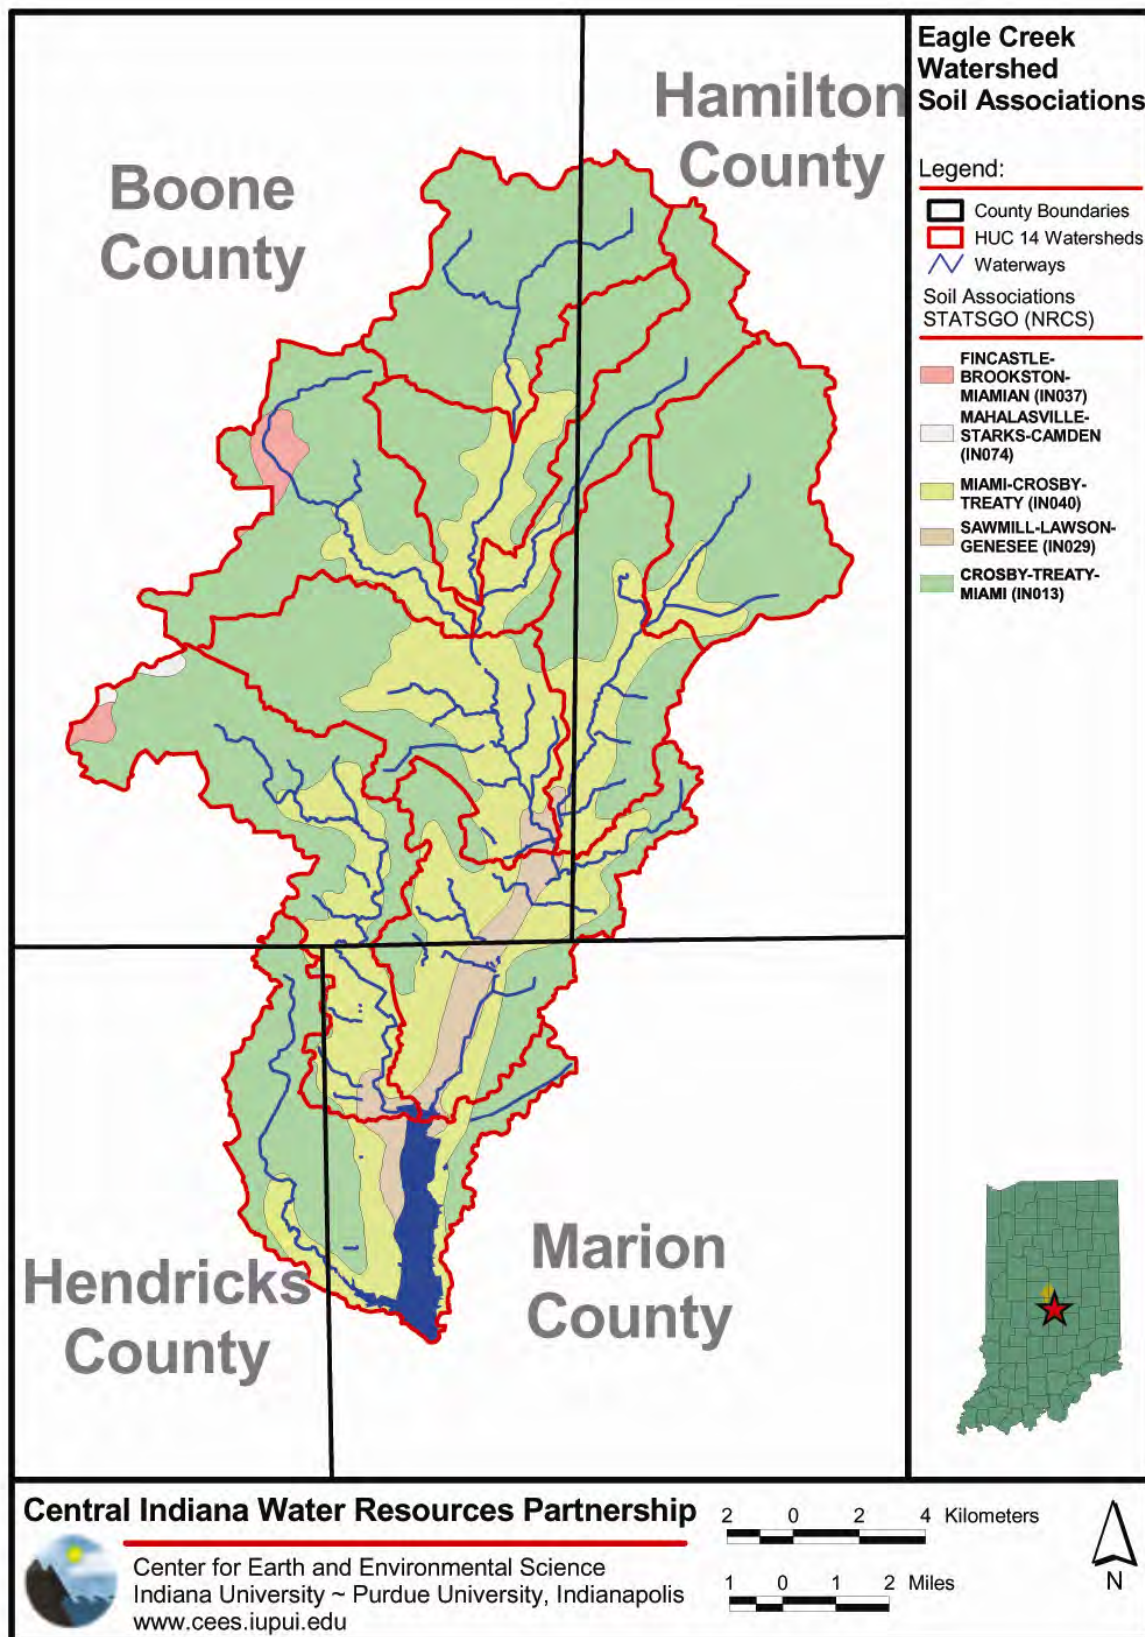 Eagle Creek
Watershed
Soil Associations
Hamilton
County
Boone
County
Legend:
County Boundaries
HUC 14 Watersheds
Waterways
Soil Associations
STATSGO (NRCS)
FINCASTLE-
BROOKSTON-
MIAMIAN (IN037)
MAHALASVILLE-
STARKS-CAMDEN
(IN074)
MIAMI-CROSBY-
TREATY (IN040)
SAWMILL-LAWSON-
GENESEE (IN029)
CROSBY-TREATY-
MIAMI (IN013)
Marion
County
Hendricks
County
Central Indiana Water Resources Partnership
Center for Earth and Environmental Science
Indiana University ~ Purdue University, Indianapolis
www.cees.iupui.edu
2 0 2 4 Kilometers
1 0 1 2 Miles
N